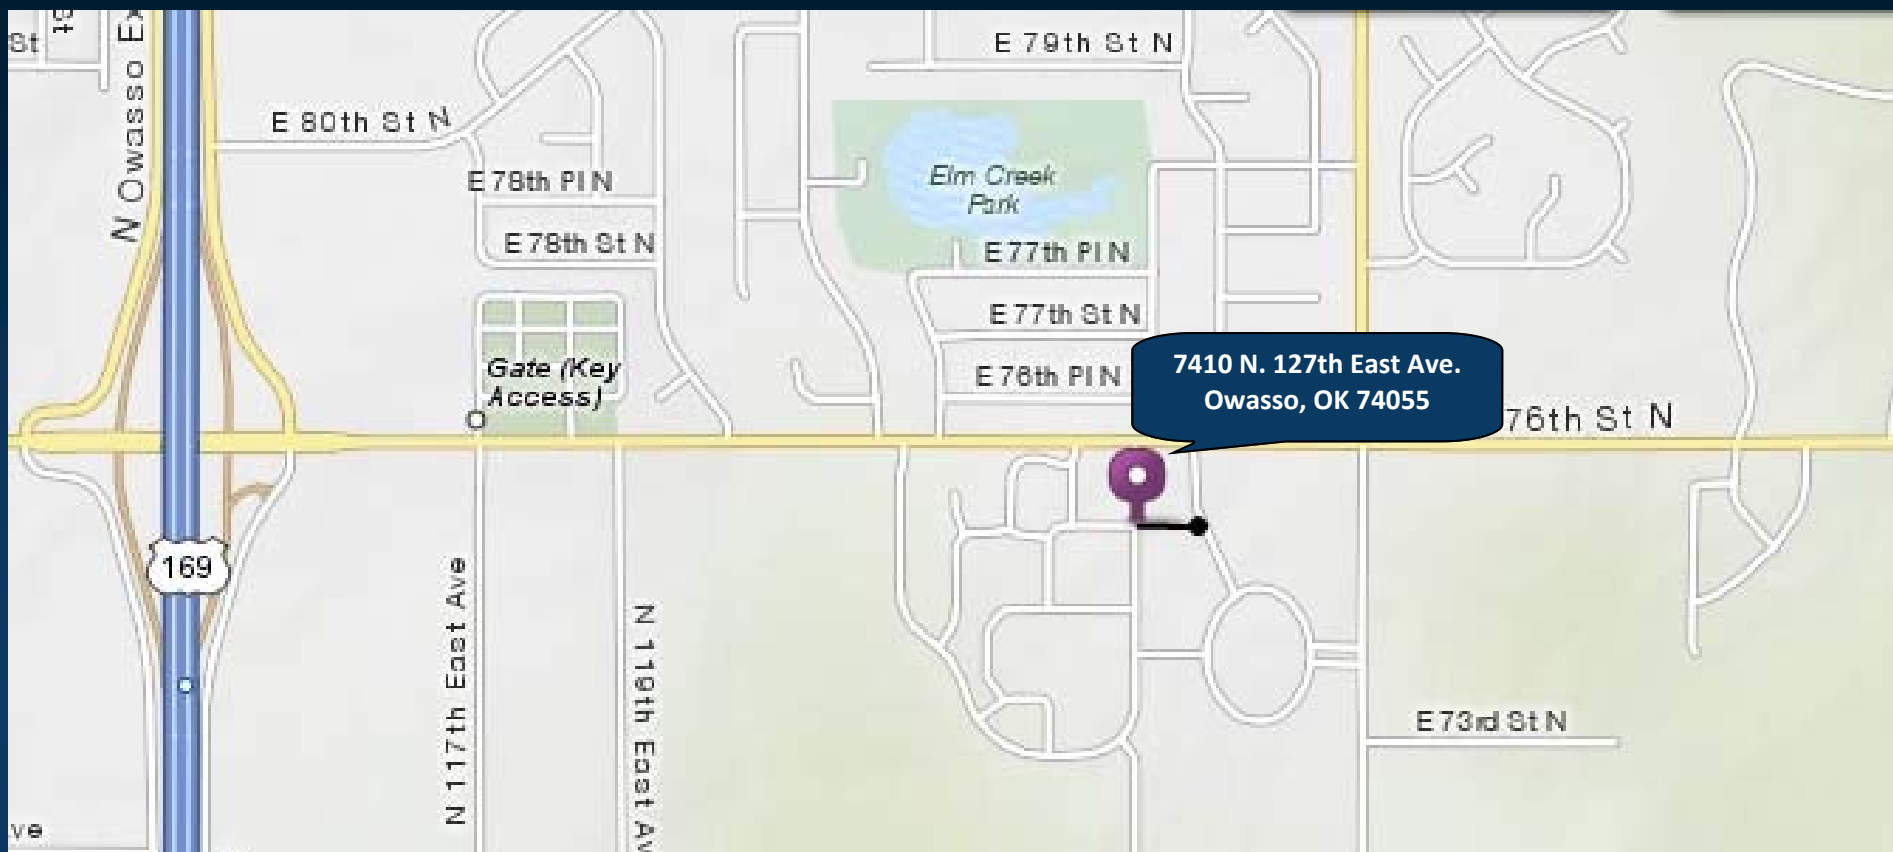 St
St
N Owasso Ex
E 79th St N
E 80th St N
Elm Creek
Park
E 78th Pl N
E 78th St N
E 77th Pl N
E 77th St N
Gate (Key
Access)
E 76th Pl N
7410 N. 127th East Ave.
Owasso, OK 74055
76th St N
169
N 117th East Ave
N 119th East Av
E 73rd St N
ve